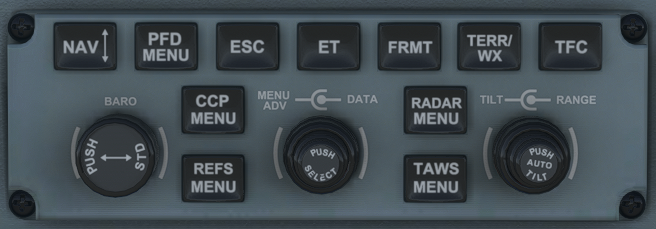 NAV
PFD
MENU
ESC
ET
FRMT
TERR/
WX
TFC
BARO
CCP
MENU
MENU
ADV
DATA
RADAR
MENU
TILT
RANGE
PUSH
STD
REFS
MENU
PUSH
SELECT
TAWS
MENU
PUSH
AUTO
TILT